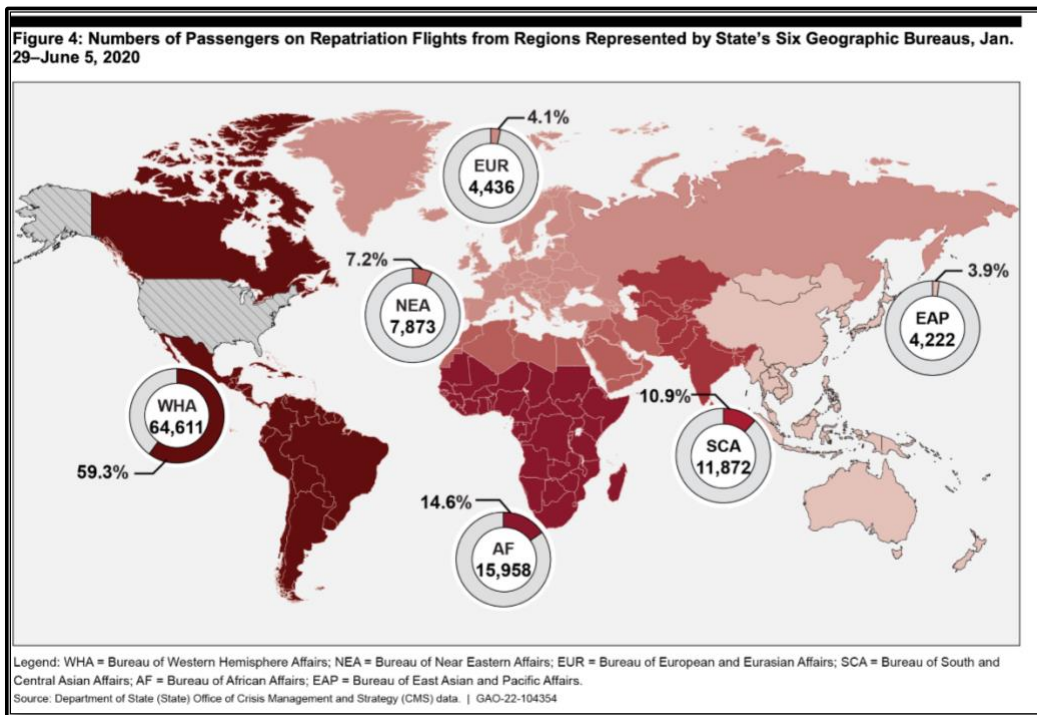 Figure 4: Numbers of Passengers on Repatriation Flights from Regions Represented by State's Six Geographic Bureaus, Jan.
29–June 5, 2020
4.1%
EUR
4,436
7.2%
NEA
7,873
3.9%
EAP
4,222
WHA
64,611
59.3%
10.9%
SCA
11,872
14.6%
AF
15,958
Legend: WHA = Bureau of Western Hemisphere Affairs; NEA = Bureau of Near Eastern Affairs; EUR = Bureau of European and Eurasian Affairs; SCA = Bureau of South and
Central Asian Affairs; AF = Bureau of African Affairs; EAP = Bureau of East Asian and Pacific Affairs.
Source: Department of State (State) Office of Crisis Management and Strategy (CMS) data. | GAO-22-104354